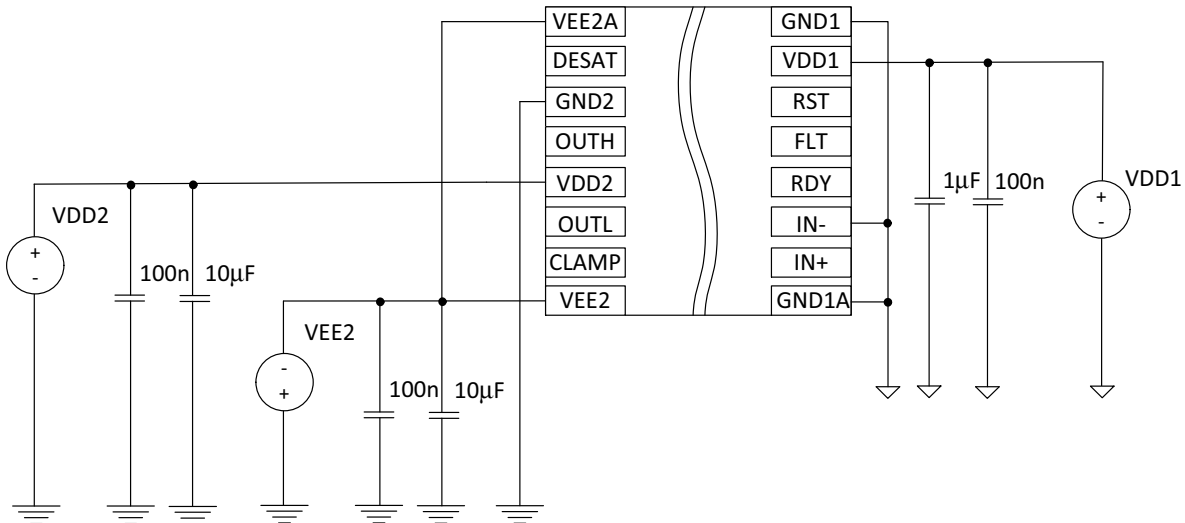 VEE2A
DESAT
GND2
OUTH
VDD2
OUTL
CLAMP
VEE2
GND1
VDD1
RST
FLT
RDY
IN-
IN+
GND1A
VDD2
+
-
100n
10μF
VEE2
-
+
100n
10μF
1μF
100n
VDD1
+
-